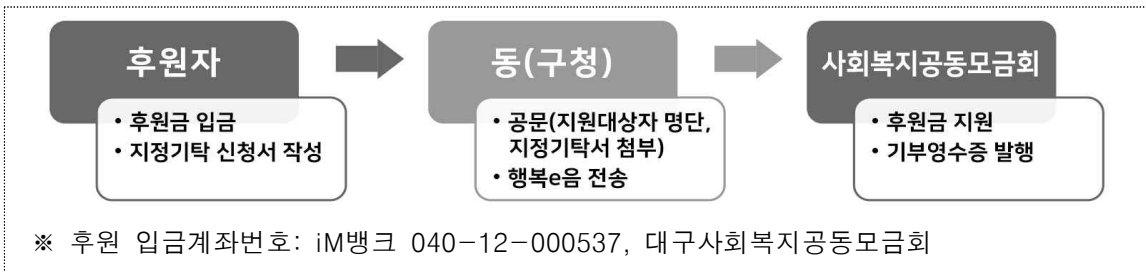 후원자
• 후원금 입금
• 지정기탁 신청서 작성
동(구청)
• 공문(지원대상자 명단,
지정기탁서 첨부)
• 행복e음 전송
사회복지공동모금회
• 후원금 지원
• 기부영수증 발행
※ 후원 입금계좌번호: iM뱅크 040-12-000537, 대구사회복지공동모금회